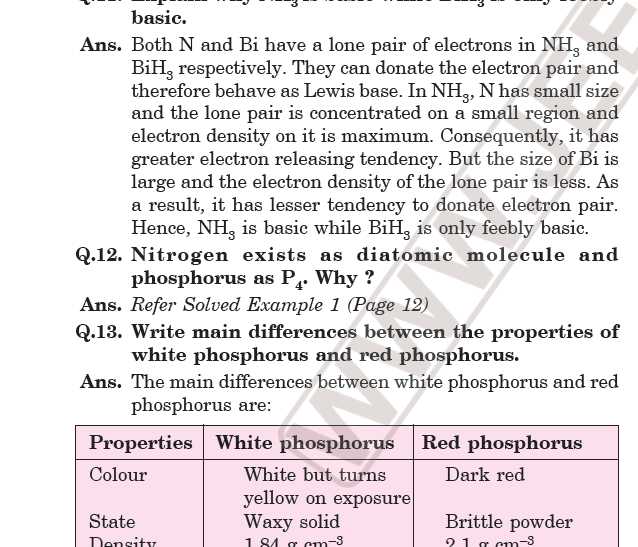 basic.
Ans. Both N and Bi have a lone pair of electrons in NH₃ and
BiH₃ respectively. They can donate the electron pair and
therefore behave as Lewis base. In NH₃, N has small size
and the lone pair is concentrated on a small region and
electron density on it is maximum. Consequently, it has
greater electron releasing tendency. But the size of Bi is
large and the electron density of the lone pair is less. As
a result, it has lesser tendency to donate electron pair.
Hence, NH₃ is basic while BiH₃ is only feebly basic.
Q.12. Nitrogen exists as diatomic molecule and
phosphorus as P₄. Why ?
Ans. Refer Solved Example 1 (Page 12)
Q.13. Write main differences between the properties of
white phosphorus and red phosphorus.
Ans. The main differences between white phosphorus and red
phosphorus are:
Properties White phosphorus Red phosphorus
Colour White but turns Dark red
yellow on exposure
State Waxy solid Brittle powder
Density 1.84 g cm⁻³ 2.1 g cm⁻³